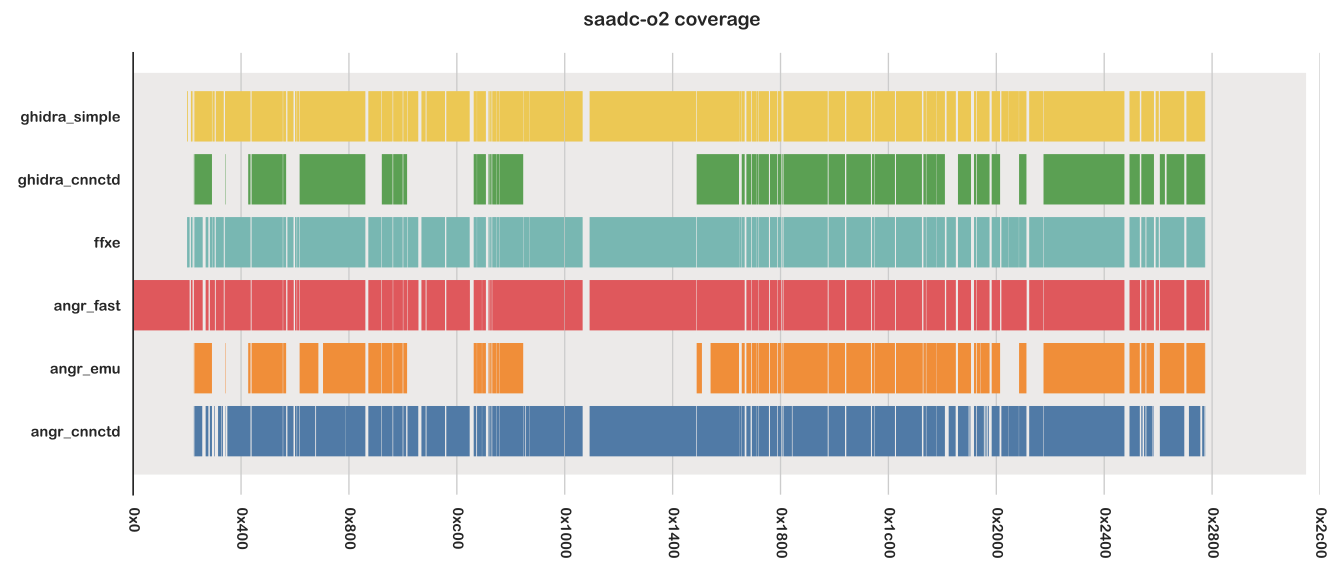 saadc-o2 coverage
ghidra_simple
ghidra_cnnctd
ffxe
angr_fast
angr_emu
angr_cnnctd
0x0
0x400
0x800
0xc00
0x1000
0x1400
0x1800
0x1c00
0x2000
0x2400
0x2800
0x2c00